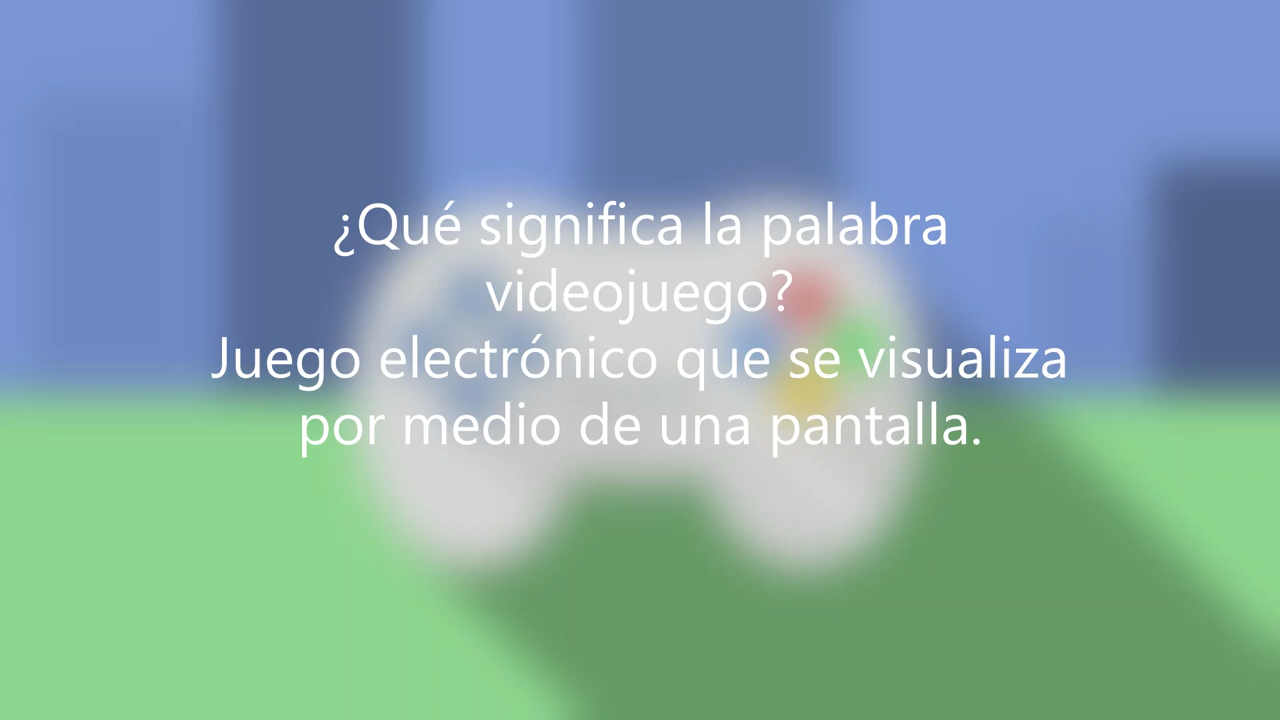 ¿Qué significa la palabra
videojuego?
Juego electrónico que se visualiza
por medio de una pantalla.